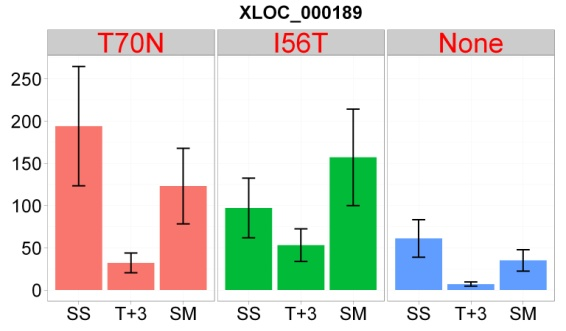 XLOC_000189
T70N I56T None
250
200
150
100
50
0
SS T+3 SM SS T+3 SM SS T+3 SM